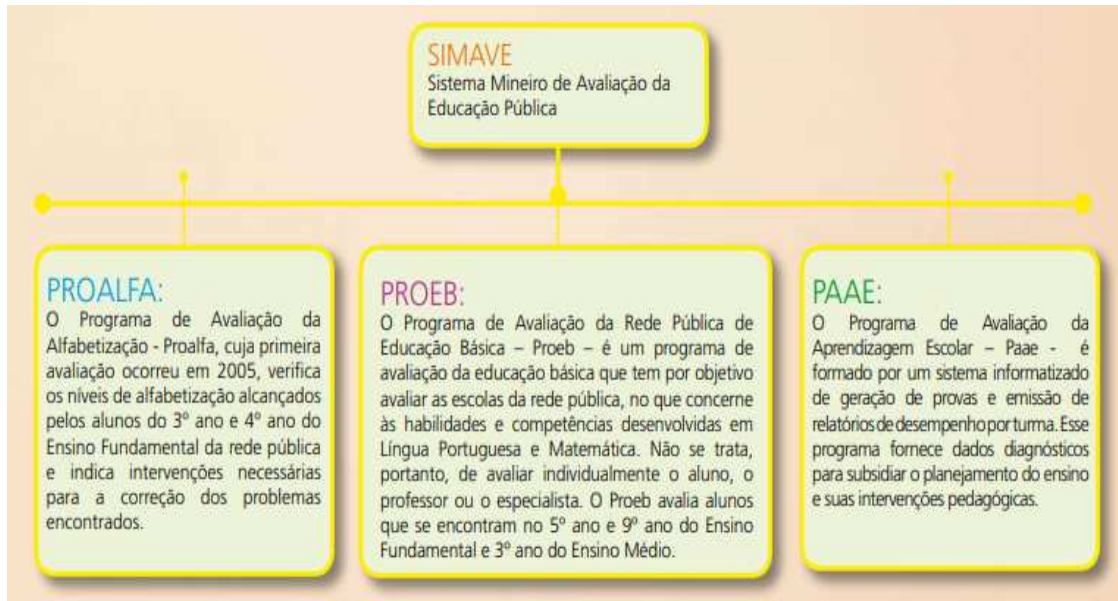 SIMAVE
Sistema Mineiro de Avaliação da
Educação Pública
PROALFA:
O Programa de Avaliação da
Alfabetização - Proalfa, cuja primeira
avaliação ocorreu em 2005, verifica
os níveis de alfabetização alcançados
pelos alunos do 3º ano e 4º ano do
Ensino Fundamental da rede pública
e indica intervenções necessárias
para a correção dos problemas
encontrados.
PROEB:
O Programa de Avaliação da Rede Pública de
Educação Básica – Proeb – é um programa de
avaliação da educação básica que tem por objetivo
avaliar as escolas da rede pública, no que concerne
às habilidades e competências desenvolvidas em
Língua Portuguesa e Matemática. Não se trata,
portanto, de avaliar individualmente o aluno, o
professor ou o especialista. O Proeb avalia alunos
que se encontram no 5º ano e 9º ano do Ensino
Fundamental e 3º ano do Ensino Médio.
PAAE:
O Programa de Avaliação da
Aprendizagem Escolar – Paae - é
formado por um sistema informatizado
de geração de provas e emissão de
relatórios de desempenho por turma. Esse
programa fornece dados diagnósticos
para subsidiar o planejamento do ensino
e suas intervenções pedagógicas.